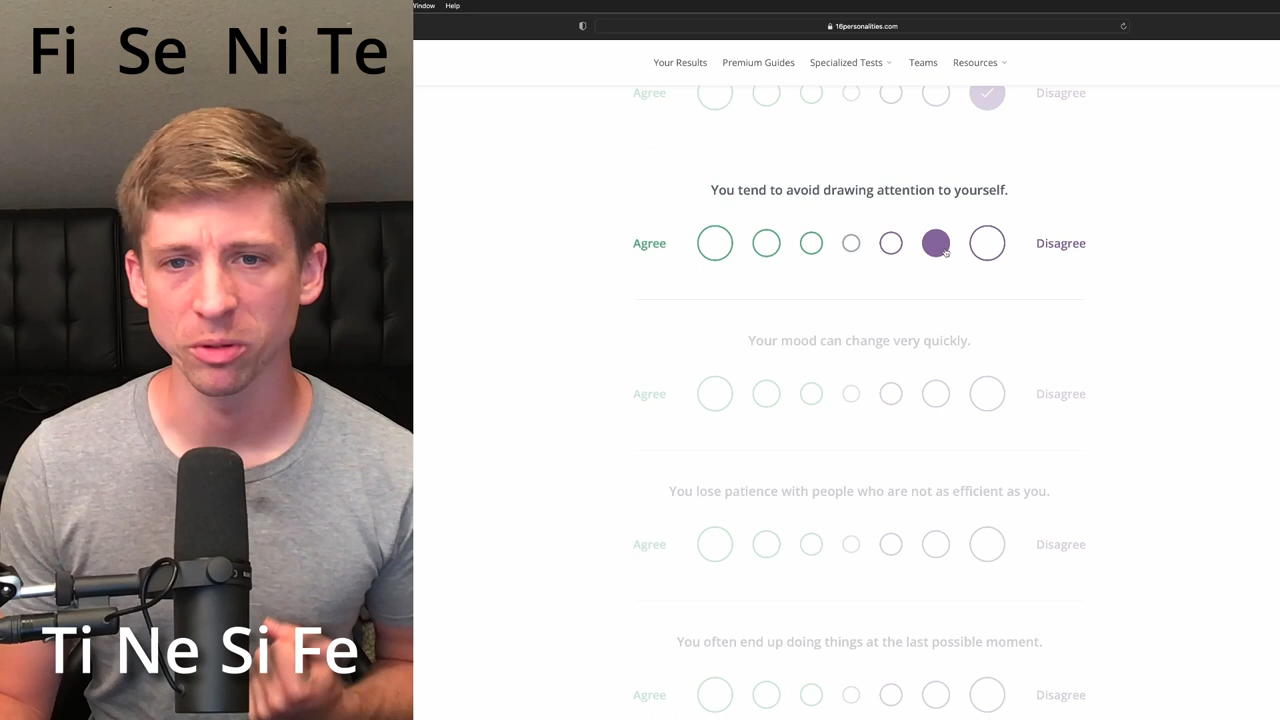 Fi Se Ni Te
Ti Ne Si Fe
Window Help
16personalities.com
Your Results Premium Guides Specialized Tests Teams Resources
Agree Disagree
You tend to avoid drawing attention to yourself.
Agree Disagree
Your mood can change very quickly.
Agree Disagree
You lose patience with people who are not as efficient as you.
Agree Disagree
You often end up doing things at the last possible moment.
Agree Disagree